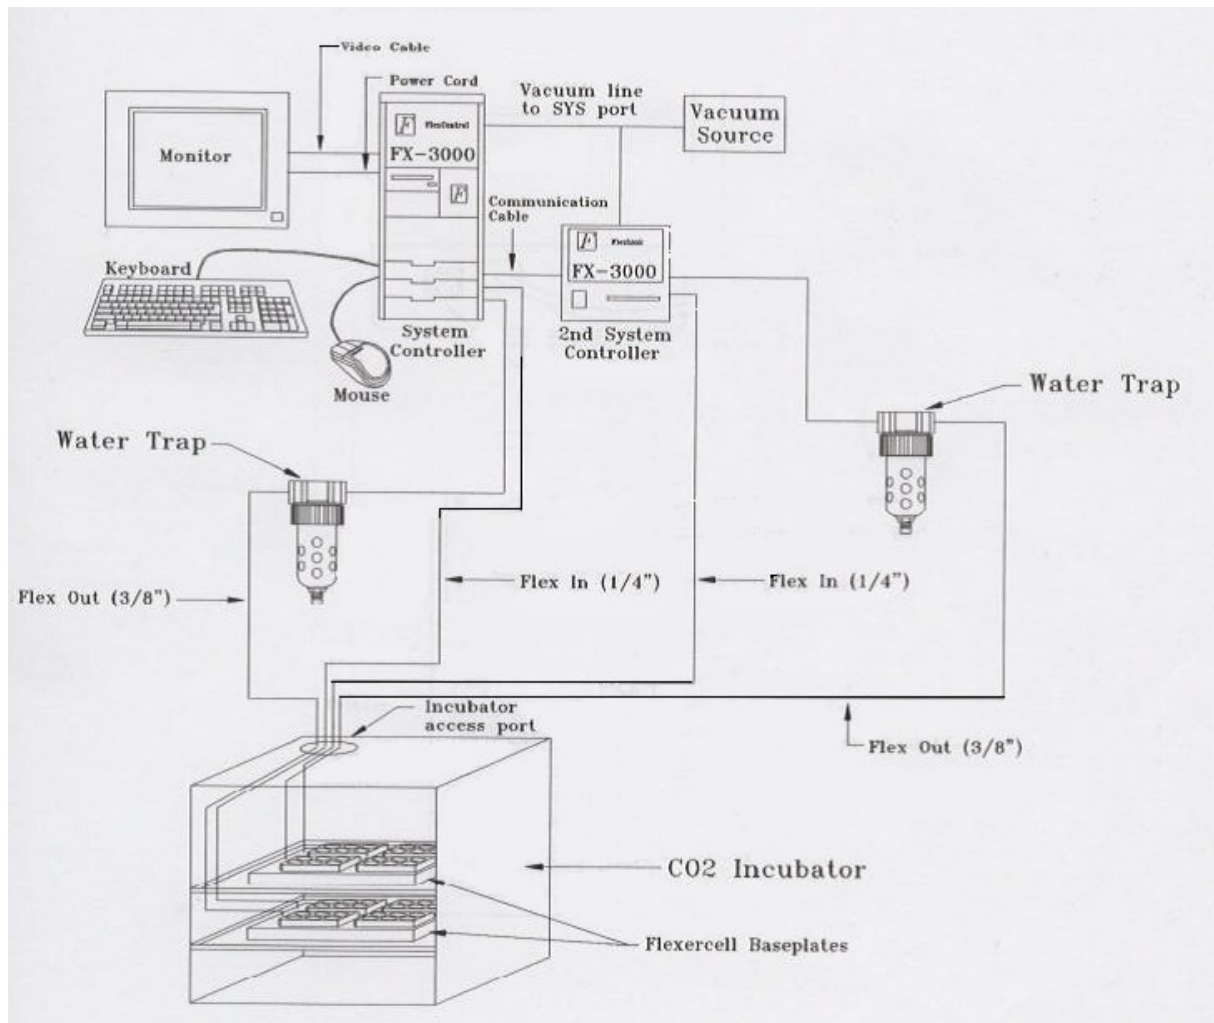 Video Cable
Power Cord
Vacuum line
to SYS port
Vacuum
Source
Monitor
F FlexControl
FX-3000
F
Communication
Cable
F
FX-3000
Keyboard
System
Controller
2nd System
Controller
Mouse
Water Trap
Water Trap
Flex In (1/4")
Flex In (1/4")
Flex Out (3/8")
Incubator
access port
Flex Out (3/8")
CO2 Incubator
Flexercell Baseplates